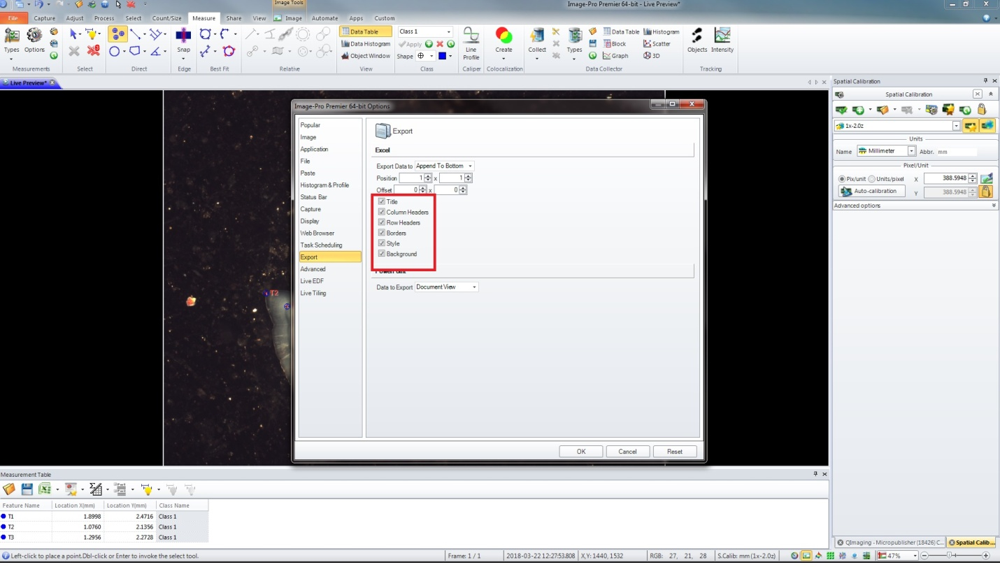 Image Tools
Image-Pro Premier 64-bit - Live Preview*
File Capture Adjust Process Select Count/Size Measure Share View Image Automate Apps Custom
Data Table Class 1 Data Table Histogram
Data Histogram Apply Block Scatter
Types Options Snap Object Window Shape Line Profile Create Collect Types Graph 3D Objects Intensity
Measurements Select Direct Edge Best Fit Relative View Class Caliper Colocalization Data Collector Tracking
Live Preview*
Spatial Calibration
Spatial Calibration
1x-2.0z
Units
Name Millimeter Abbr. mm
Pixel/Unit
Pix/unit Units/pixel X 388.5948
Auto-calibration Y 388.5948
Advanced options
Image-Pro Premier 64-bit Options
Popular
Image
Application
File
Paste
Histogram & Profile
Status Bar
Capture
Display
Web Browser
Task Scheduling
Export
Advanced
Live EDF
Live Tiling
Export
Excel
Export Data to Append To Bottom
Position 1 x 1
Offset 0 x 0
Title
Column Headers
Row Headers
Borders
Style
Background
PowerPoint
Data to Export Document View
OK Cancel Reset
T2
Measurement Table
Feature Name Location X(mm) Location Y(mm) Class Name
T1 1.8998 2.4716 Class 1
T2 1.0760 2.1356 Class 1
T3 1.2956 2.2728 Class 1
QImaging - Micropublisher (18426) C... Spatial Calib...
Left-click to place a point.Dbl-click or Enter to invoke the select tool. Frame: 1 / 1 2018-03-22 12:27:53.808 X,Y: 1440, 1532 RGB: 27, 21, 28 S.Calib: mm (1x-2.0z) 47%